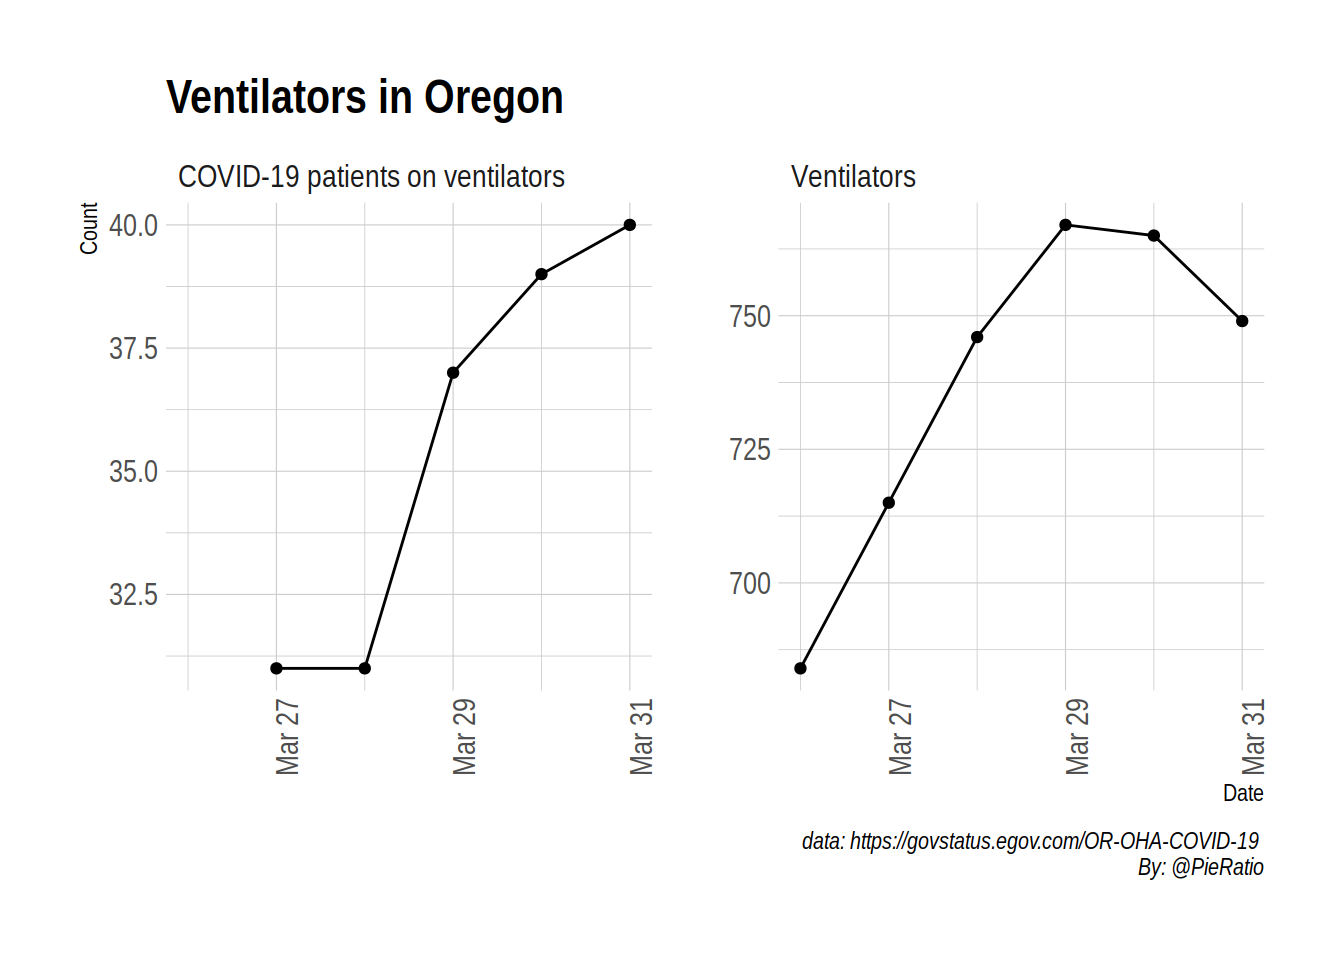 Ventilators in Oregon
COVID-19 patients on ventilators
Count
40.0
37.5
35.0
32.5
Mar 27
Mar 29
Mar 31
Ventilators
750
725
700
Mar 27
Mar 29
Mar 31
Date
data: https://govstatus.egov.com/OR-OHA-COVID-19
By: @PieRatio